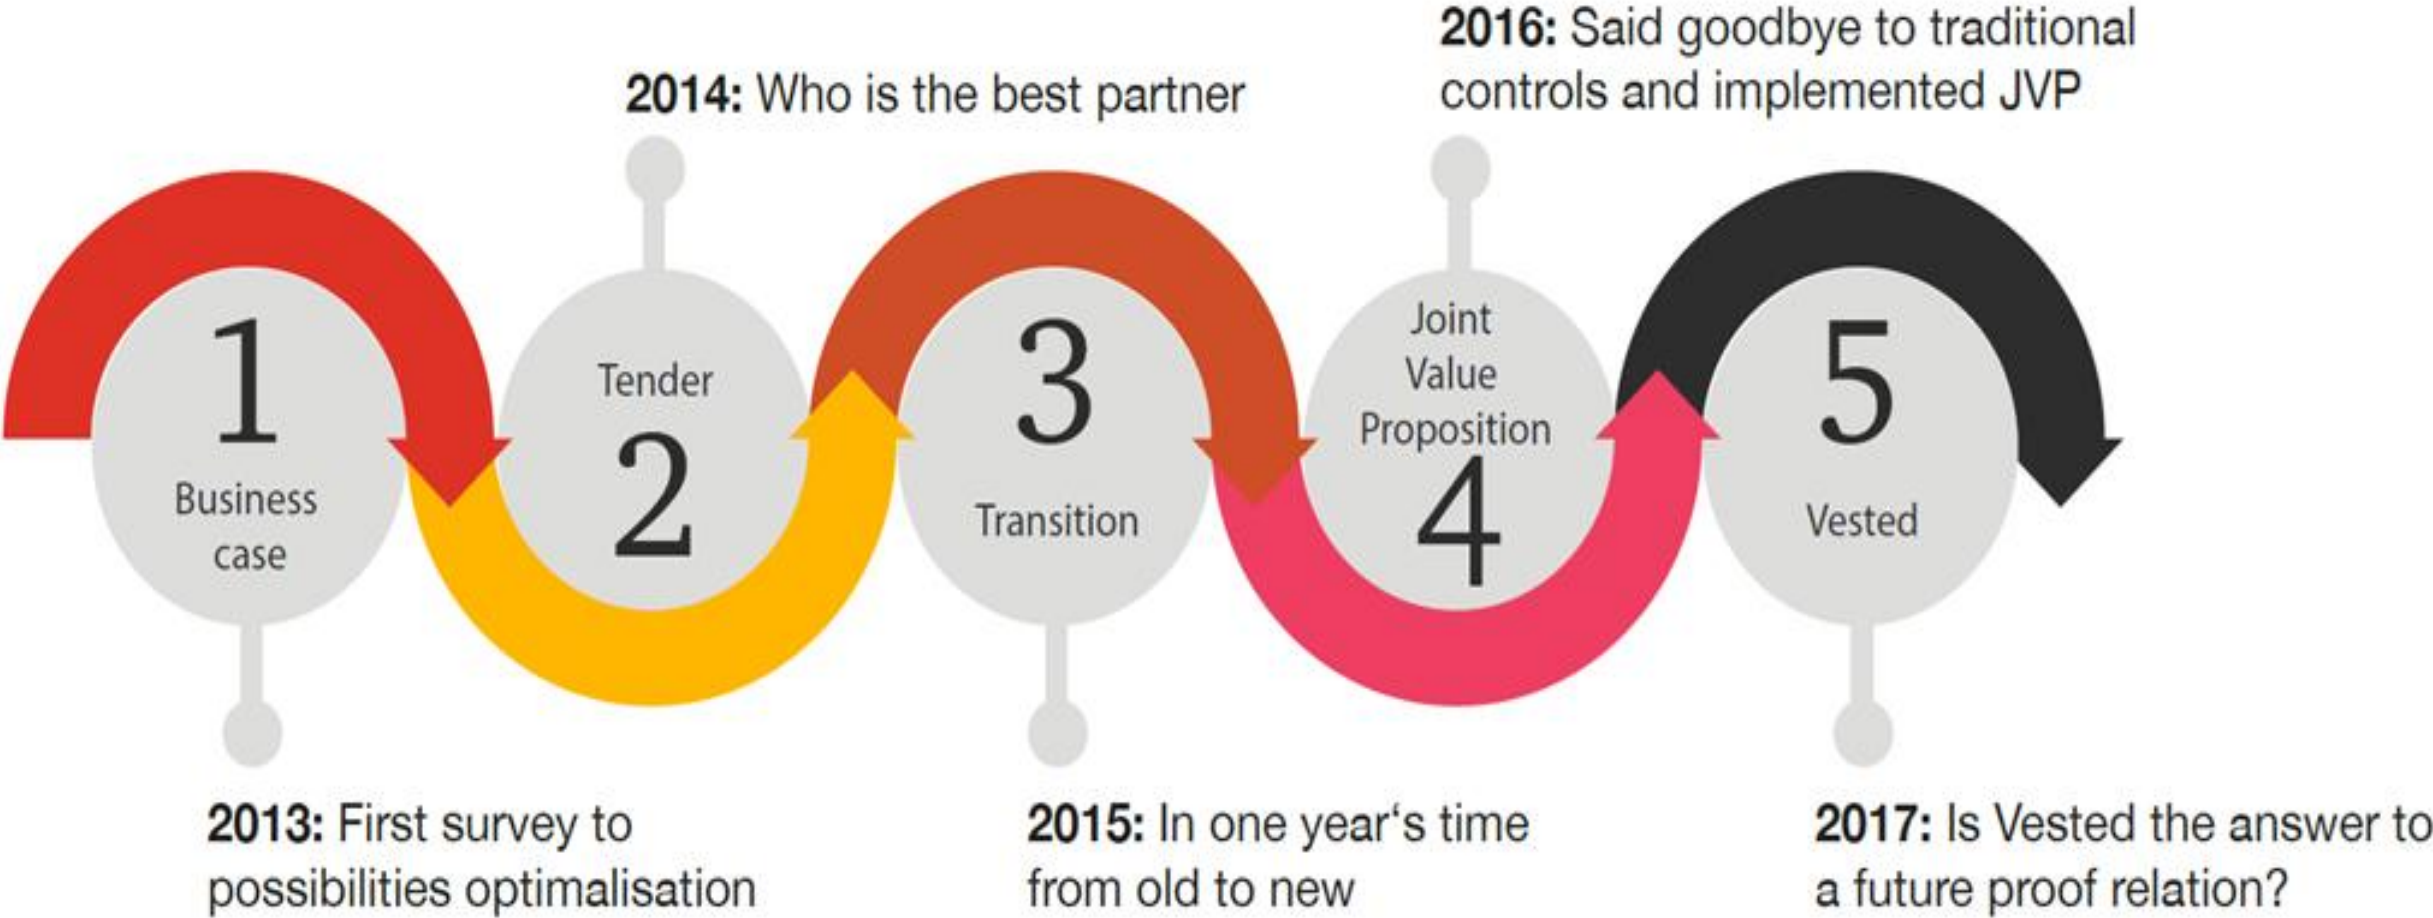 1
Business
case
2013: First survey to
possibilities optimalisation
2014: Who is the best partner
Tender
2
3
Transition
2015: In one year‘s time
from old to new
2016: Said goodbye to traditional
controls and implemented JVP
Joint
Value
Proposition
4
5
Vested
2017: Is Vested the answer to
a future proof relation?